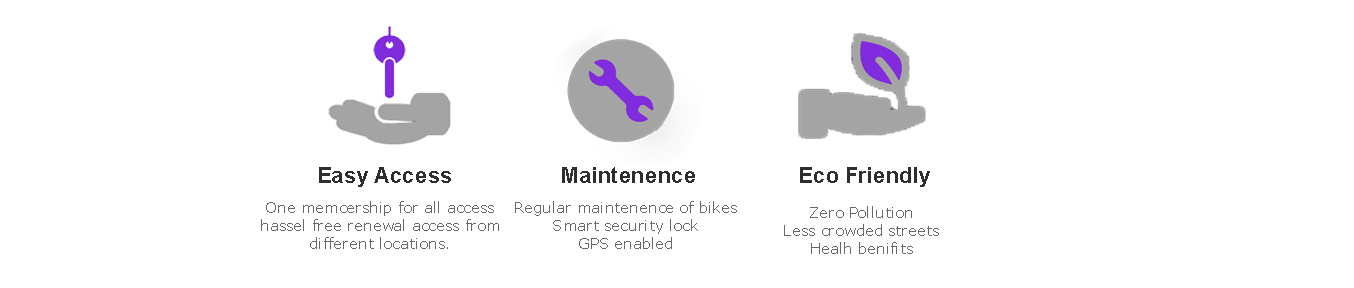 Easy Access
One memcership for all access
hassel free renewal access from
different locations.
Maintenence
Regular maintenence of bikes
Smart security lock
GPS enabled
Eco Friendly
Zero Pollution
Less crowded streets
Healh benifits